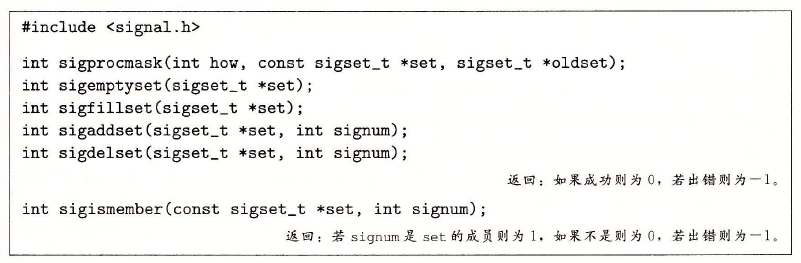 #include <signal.h>
int sigprocmask(int how, const sigset_t *set, sigset_t *oldset);
int sigemptyset(sigset_t *set);
int sigfillset(sigset_t *set);
int sigaddset(sigset_t *set, int signum);
int sigdelset(sigset_t *set, int signum);
返回：如果成功则为 0，若出错则为－1。
int sigismember(const sigset_t *set, int signum);
返回：若 signum 是 set 的成员则为 1，如果不是则为 0，若出错则为－1。